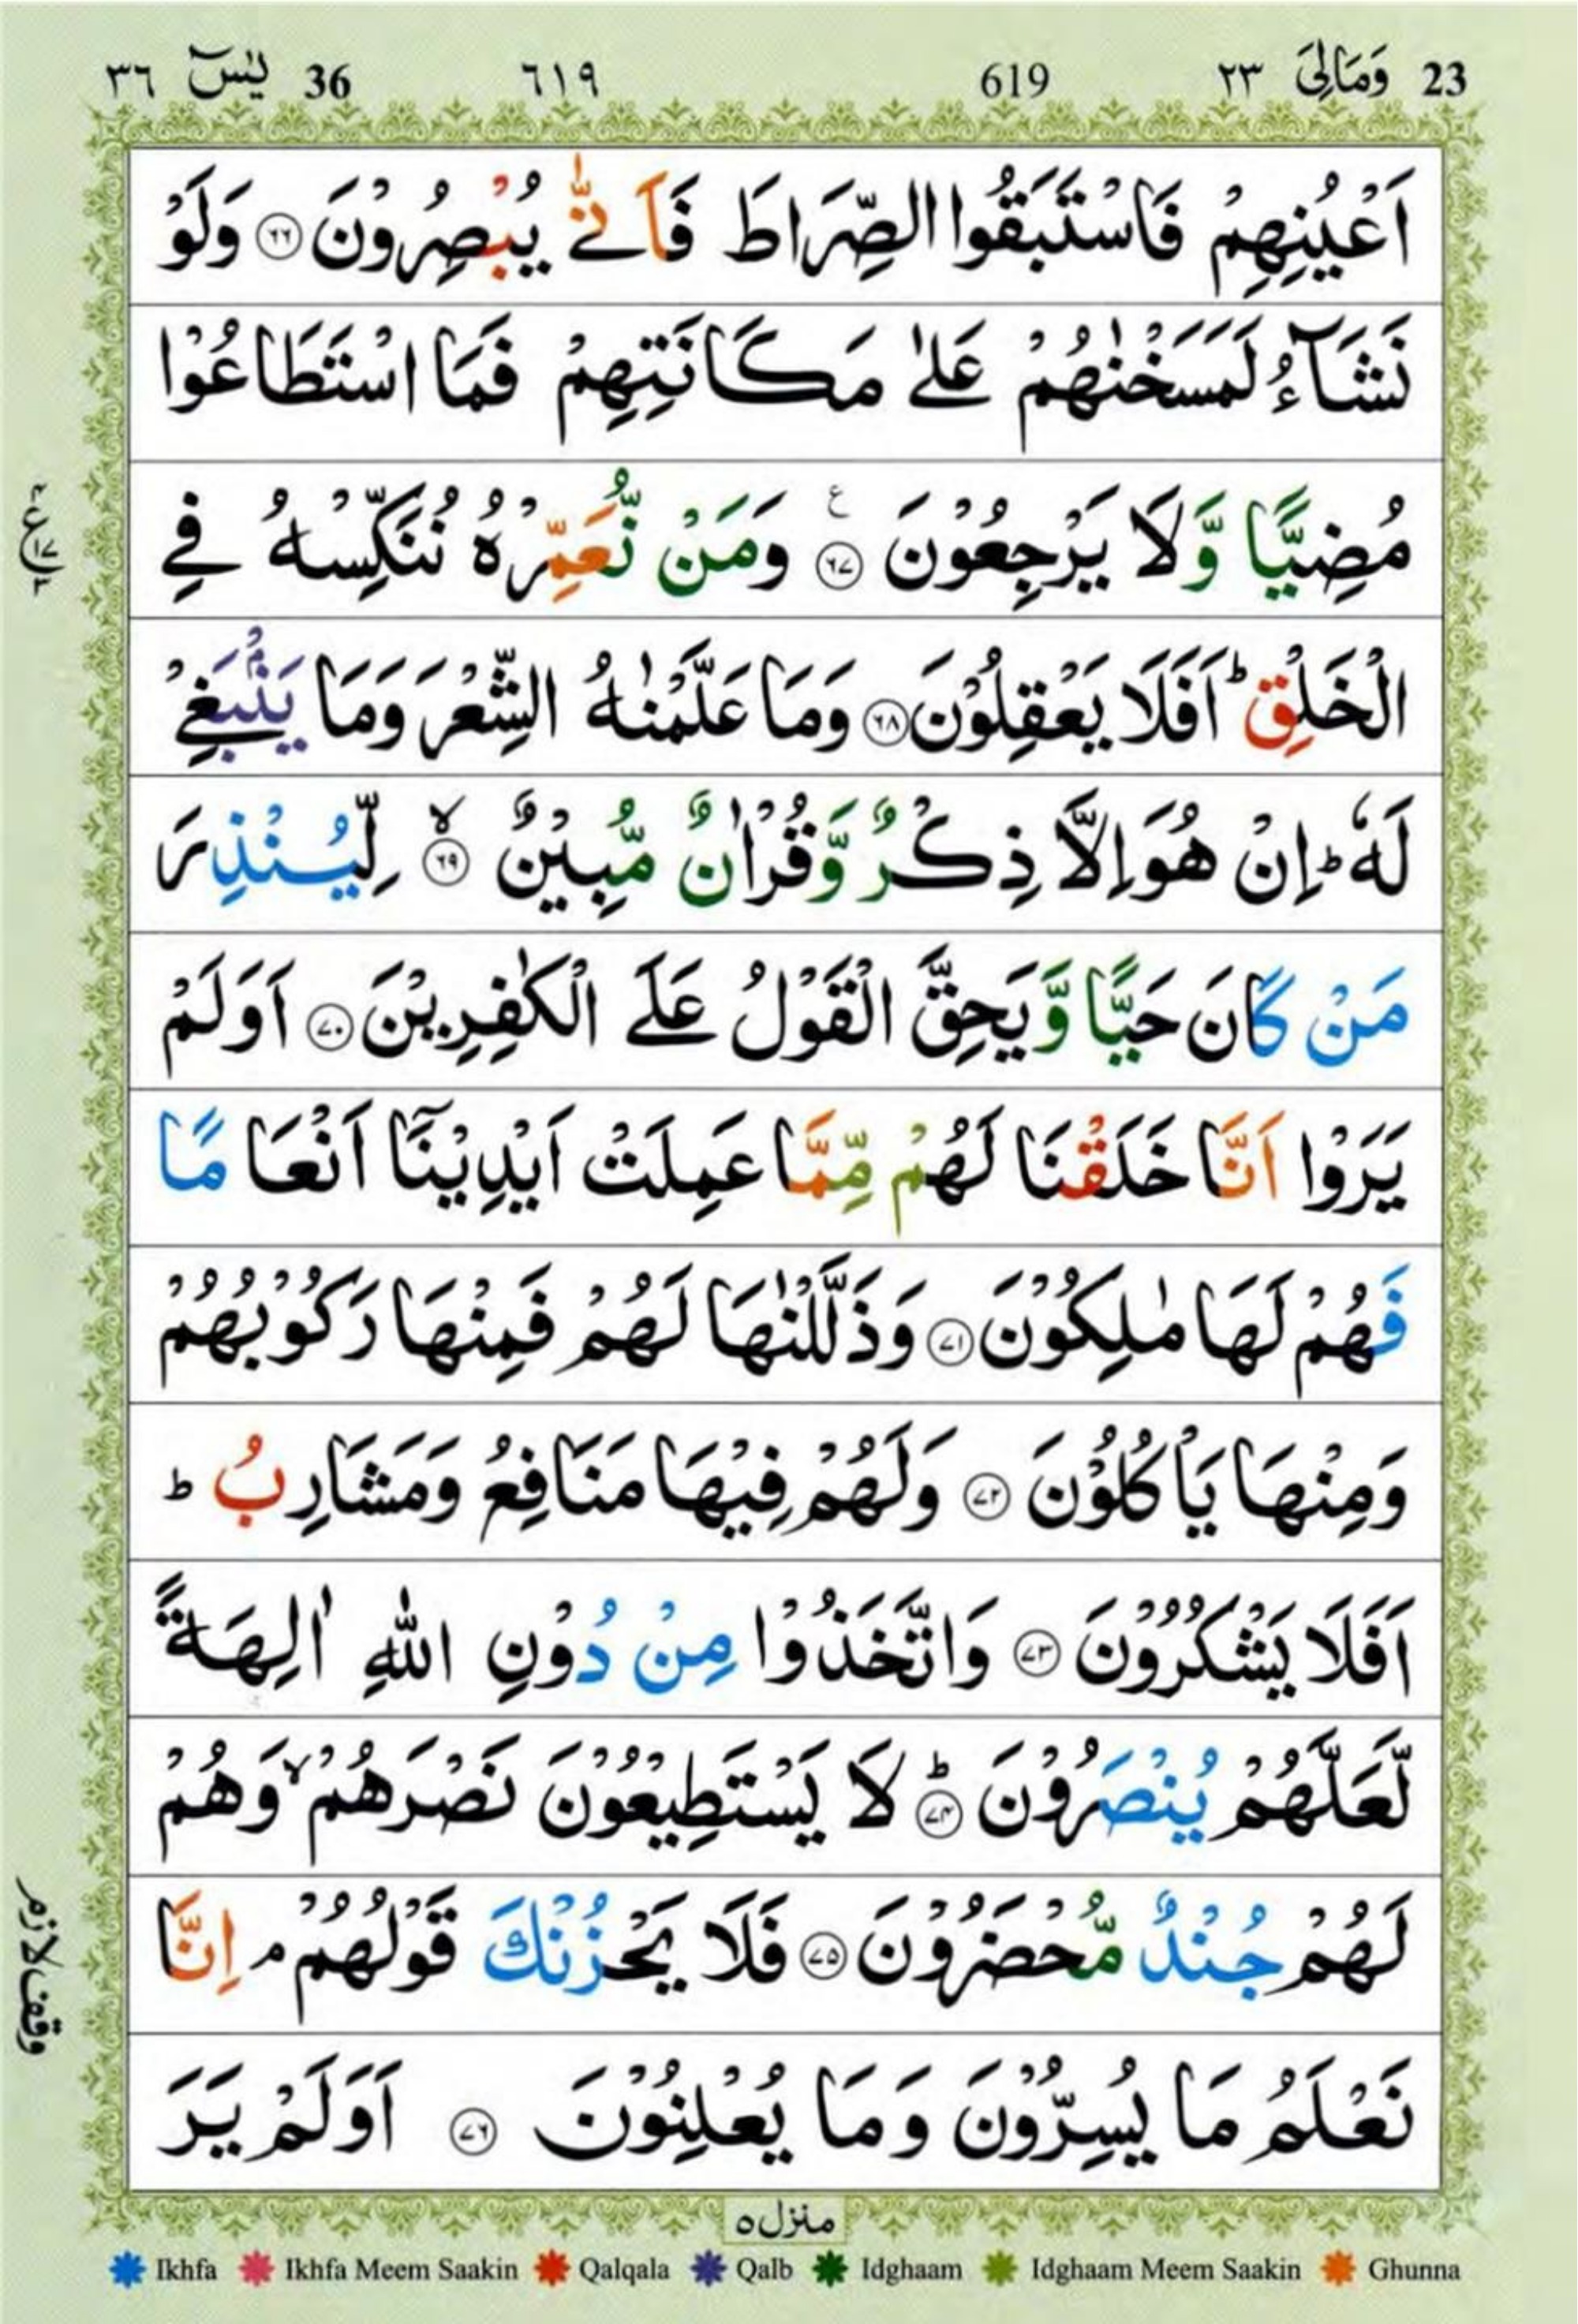 23 وَمَالِیَ ٢٣ 619 ٦١٩ 36 یٰسٓ ٣٦
اَعْیُنِهِمْ فَاسْتَبَقُوا الصِّرَاطَ فَاَنّٰی یُبْصِرُوْنَ ﴿٦٦﴾ وَلَوْ
نَشَآءُ لَمَسَخْنٰهُمْ عَلٰی مَكَانَتِهِمْ فَمَا اسْتَطَاعُوْا
مُضِیًّا وَّلَا یَرْجِعُوْنَ ﴿٦٧﴾ ع وَمَنْ نُّعَمِّرْهُ نُنَكِّسْهُ فِی
الْخَلْقِ ؕ اَفَلَا یَعْقِلُوْنَ ﴿٦٨﴾ وَمَا عَلَّمْنٰهُ الشِّعْرَ وَمَا یَنْۢبَغِیْ
لَهٗ ؕ اِنْ هُوَ اِلَّا ذِكْرٌ وَّقُرْاٰنٌ مُّبِیْنٌ ﴿٦٩﴾ ۙ لِّیُنْذِرَ
مَنْ كَانَ حَیًّا وَّیَحِقَّ الْقَوْلُ عَلَی الْكٰفِرِیْنَ ﴿٧٠﴾ اَوَلَمْ
یَرَوْا اَنَّا خَلَقْنَا لَهُمْ مِّمَّا عَمِلَتْ اَیْدِیْنَاۤ اَنْعَامًا
فَهُمْ لَهَا مٰلِكُوْنَ ﴿٧١﴾ وَذَلَّلْنٰهَا لَهُمْ فَمِنْهَا رَكُوْبُهُمْ
وَمِنْهَا یَاْكُلُوْنَ ﴿٧٢﴾ وَلَهُمْ فِیْهَا مَنَافِعُ وَمَشَارِبُ ؕ
اَفَلَا یَشْكُرُوْنَ ﴿٧٣﴾ وَاتَّخَذُوْا مِنْ دُوْنِ اللّٰهِ اٰلِهَةً
لَّعَلَّهُمْ یُنْصَرُوْنَ ﴿٧٤﴾ ؕ لَا یَسْتَطِیْعُوْنَ نَصْرَهُمْ ۙ وَهُمْ
لَهُمْ جُنْدٌ مُّحْضَرُوْنَ ﴿٧٥﴾ فَلَا یَحْزُنْكَ قَوْلُهُمْ ۘ اِنَّا
وقف لازم
نَعْلَمُ مَا یُسِرُّوْنَ وَمَا یُعْلِنُوْنَ ﴿٧٦﴾ اَوَلَمْ یَرَ
منزل ٥
Ikhfa Ikhfa Meem Saakin Qalqala Qalb Idghaam Idghaam Meem Saakin Ghunna